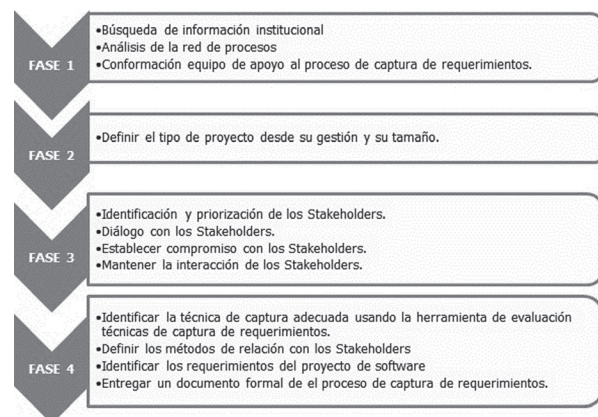 FASE 1
•Búsqueda de información institucional
•Análisis de la red de procesos
•Conformación equipo de apoyo al proceso de captura de requerimientos.
FASE 2
•Definir el tipo de proyecto desde su gestión y su tamaño.
FASE 3
•Identificación y priorización de los Stakeholders.
•Diálogo con los Stakeholders.
•Establecer compromiso con los Stakeholders.
•Mantener la interacción de los Stakeholders.
FASE 4
•Identificar la técnica de captura adecuada usando la herramienta de evaluación
técnicas de captura de requerimientos.
•Definir los métodos de relación con los Stakeholders
•Identificar los requerimientos del proyecto de software
•Entregar un documento formal de el proceso de captura de requerimientos.